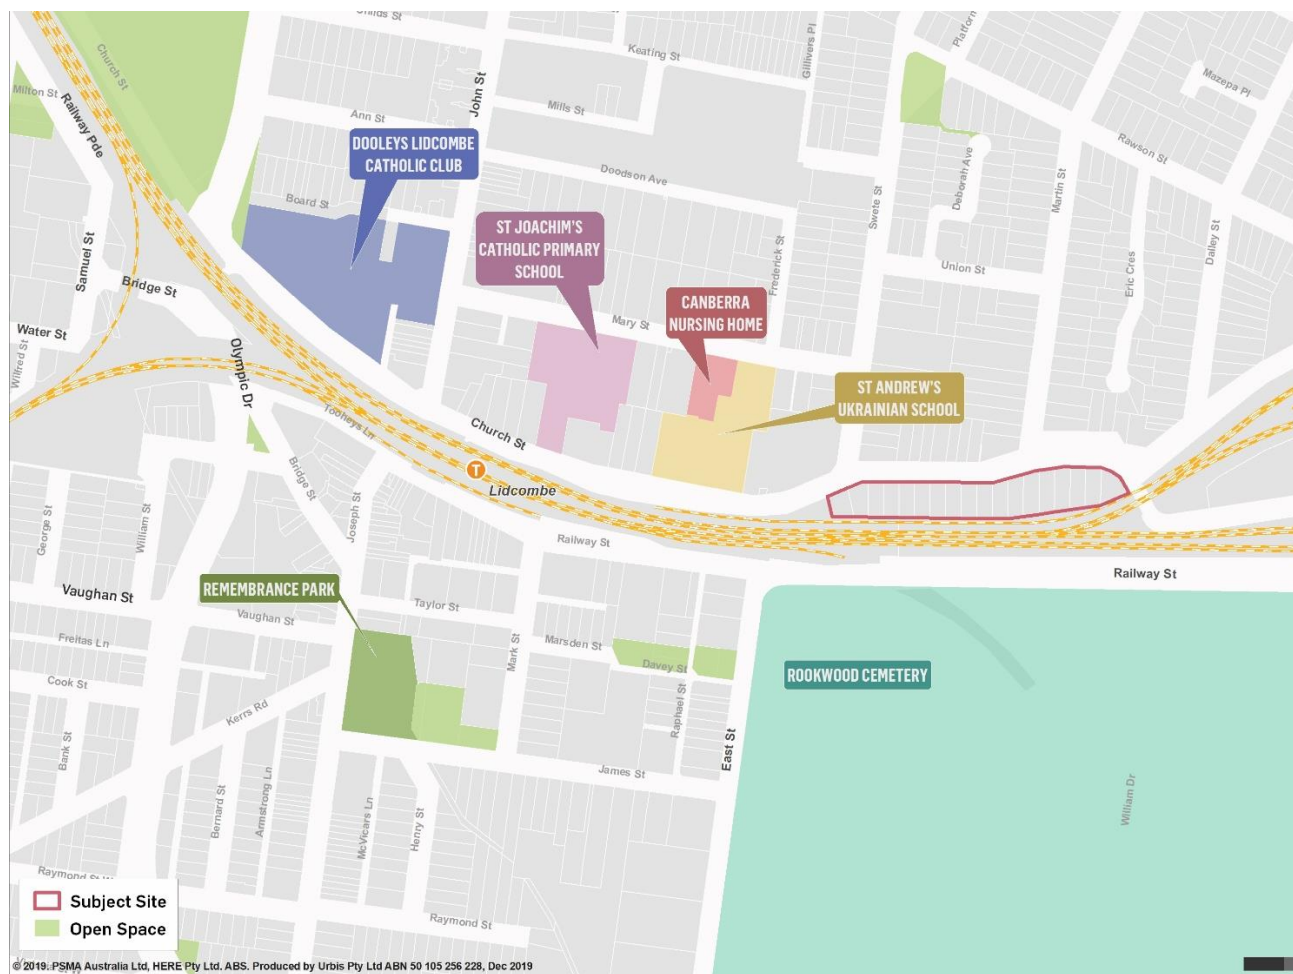 Childs St
Church St
Keating St
Gillivers Pl
Platform
Mazepa Pl
Milton St
Railway Pde
John St
Mills St
Ann St
Rawson St
DOOLEYS LIDCOMBE
CATHOLIC CLUB
Doodson Ave
Deborah Ave
Martin St
Swete St
Board St
ST JOACHIM'S
CATHOLIC PRIMARY
SCHOOL
Frederick St
Dalley St
Samuel St
Union St
Eric Cres
Bridge St
CANBERRA
NURSING HOME
Mary St
Water St
Wilfred St
Olympic Dr
ST ANDREW'S
UKRAINIAN SCHOOL
Tooheys Ln
Church St
T
Lidcombe
Bridge St
Joseph St
George St
William St
Railway St
Railway St
REMEMBRANCE PARK
Vaughan St
Vaughan St
Taylor St
Freitas Ln
Marsden St
Mark St
Davey St
ROOKWOOD CEMETERY
Cook St
Kerrs Rd
Raphael St
East St
Bank St
James St
Bernard St
Armstrong Ln
McVicars Ln
Henry St
William Dr
Raymond St W
Raymond St
Subject Site
Open Space
© 2019. PSMA Australia Ltd, HERE Pty Ltd. ABS. Produced by Urbis Pty Ltd ABN 50 105 256 228, Dec 2019